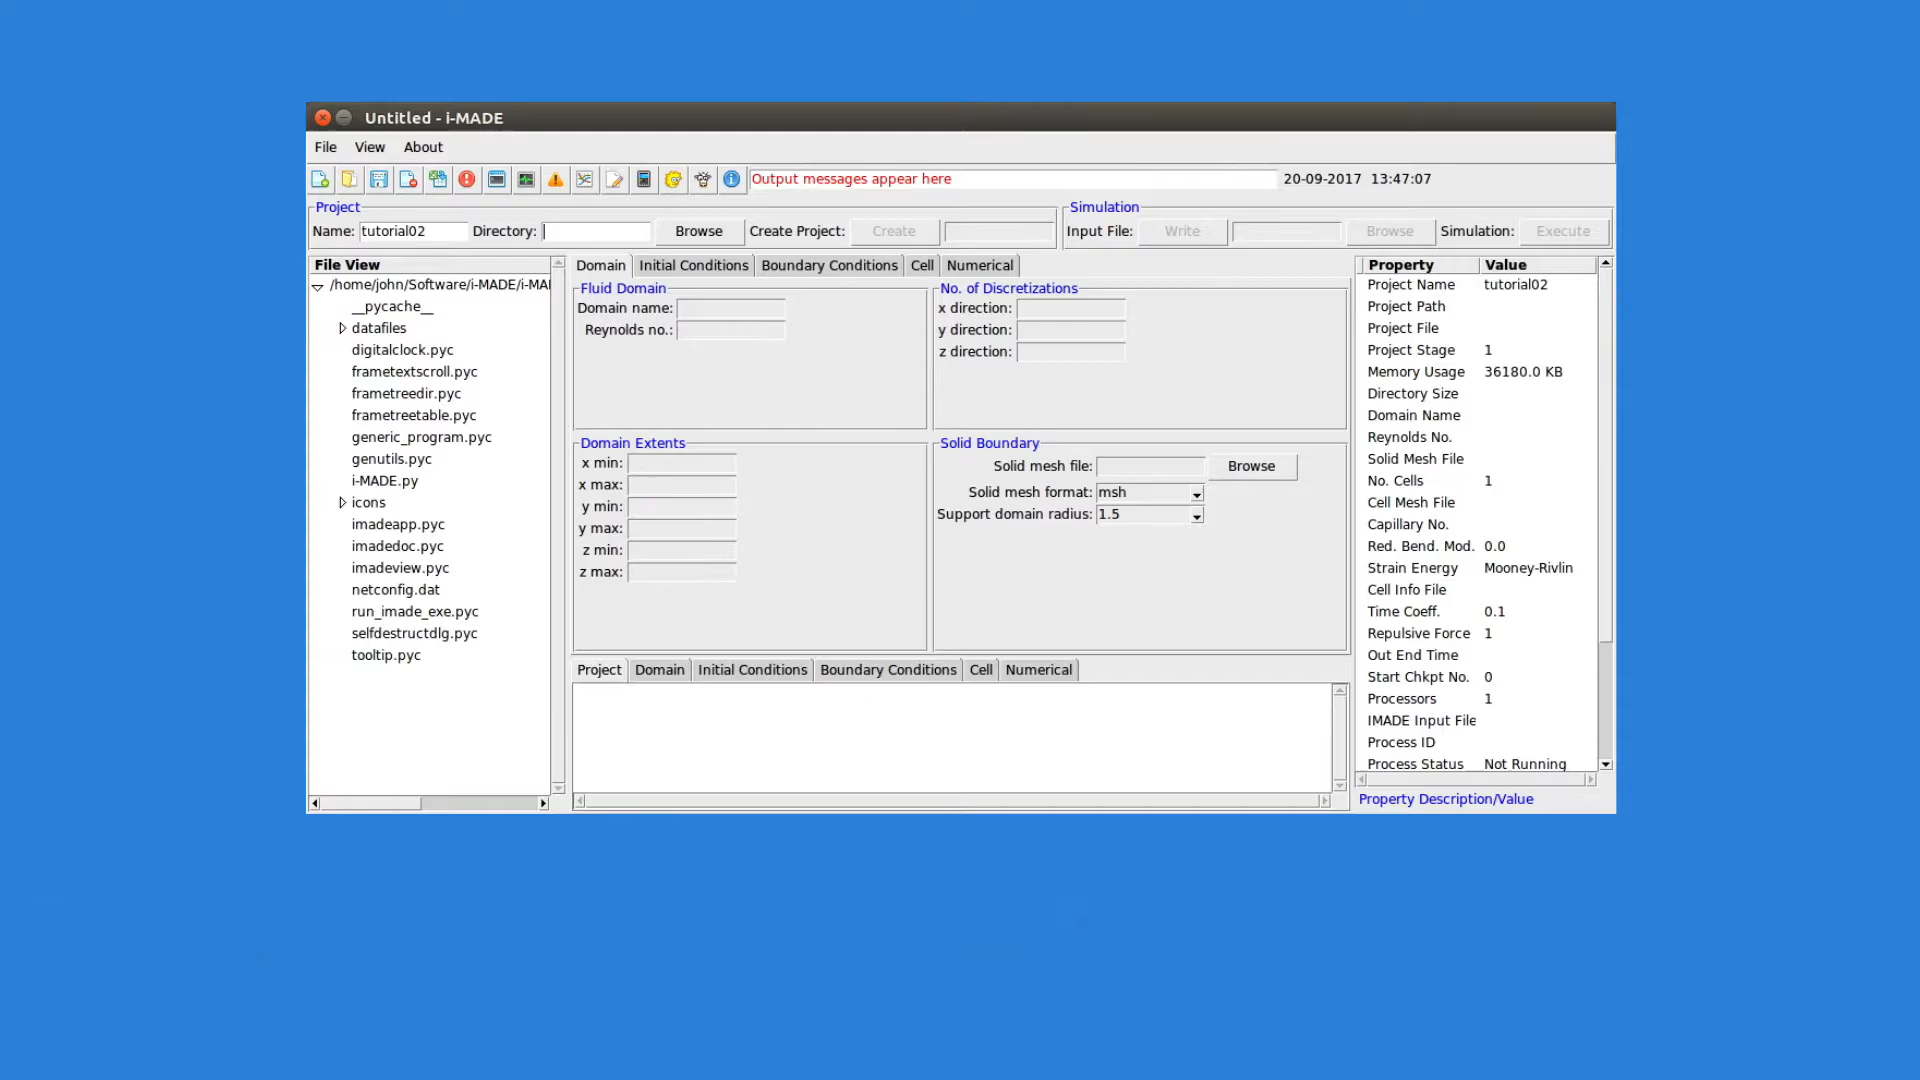 Untitled - i-MADE
File View About
Output messages appear here 20-09-2017 13:47:07
Project
Name: tutorial02 Directory: Browse Create Project: Create
Simulation
Input File: Write Browse Simulation: Execute
File View
/home/john/Software/i-MADE/i-MA
__pycache__
datafiles
digitalclock.pyc
frametextscroll.pyc
frametreedir.pyc
frametreetable.pyc
generic_program.pyc
genutils.pyc
i-MADE.py
icons
imadeapp.pyc
imadedoc.pyc
imadeview.pyc
netconfig.dat
run_imade_exe.pyc
selfdestructdlg.pyc
tooltip.pyc
Domain Initial Conditions Boundary Conditions Cell Numerical
Fluid Domain
Domain name:
Reynolds no.:
No. of Discretizations
x direction:
y direction:
z direction:
Domain Extents
x min:
x max:
y min:
y max:
z min:
z max:
Solid Boundary
Solid mesh file: Browse
Solid mesh format: msh
Support domain radius: 1.5
Project Domain Initial Conditions Boundary Conditions Cell Numerical
Property Value
Project Name tutorial02
Project Path
Project File
Project Stage 1
Memory Usage 36180.0 KB
Directory Size
Domain Name
Reynolds No.
Solid Mesh File
No. Cells 1
Cell Mesh File
Capillary No.
Red. Bend. Mod. 0.0
Strain Energy Mooney-Rivlin
Cell Info File
Time Coeff. 0.1
Repulsive Force 1
Out End Time
Start Chkpt No. 0
Processors 1
IMADE Input File
Process ID
Process Status Not Running
Property Description/Value